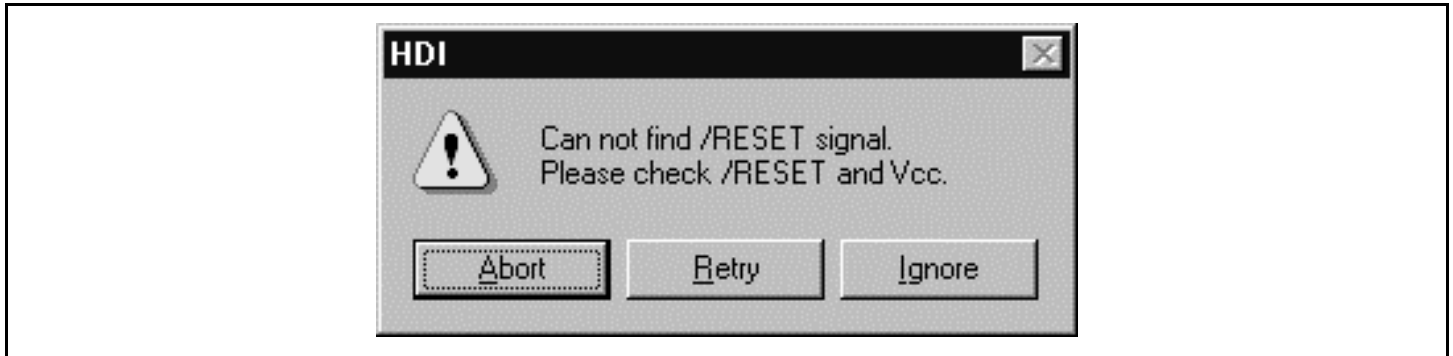 HDI
Can not find /RESET signal.
Please check /RESET and Vcc.
Abort Retry Ignore